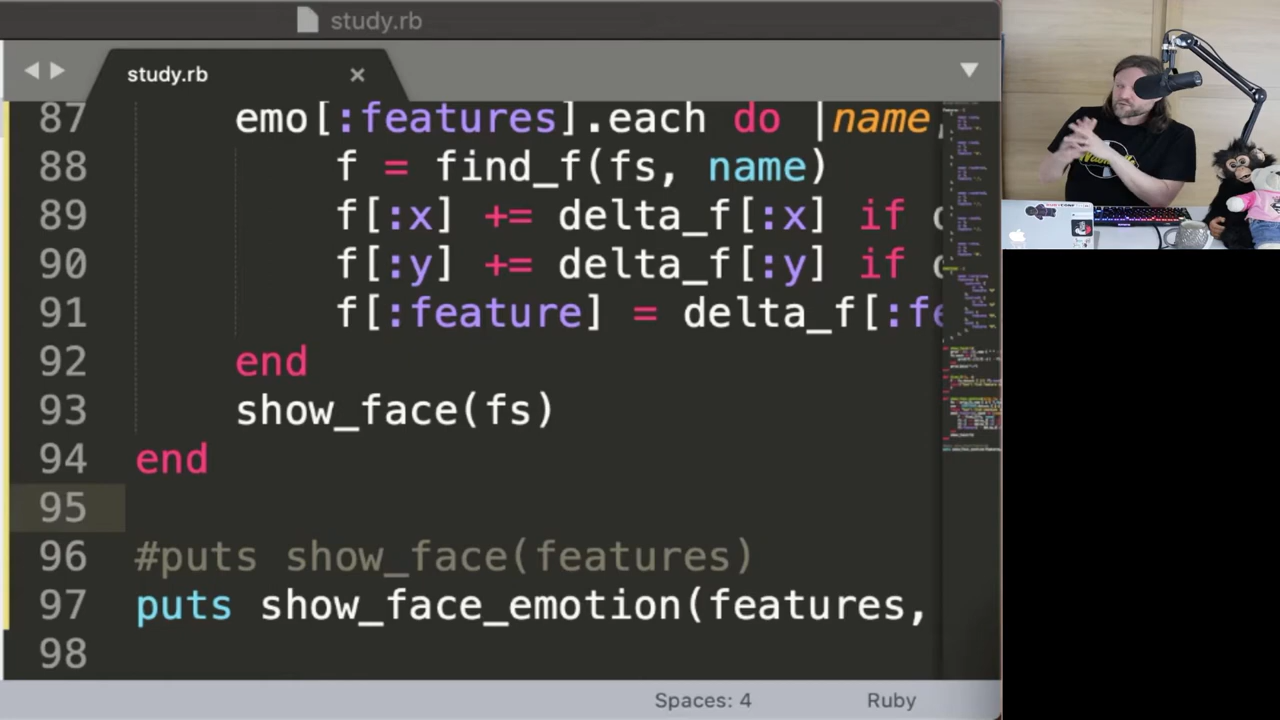 study.rb
study.rb
87 emo[:features].each do |name,
88 f = find_f(fs, name)
89 f[:x] += delta_f[:x] if
90 f[:y] += delta_f[:y] if
91 f[:feature] = delta_f[:fe
92 end
93 show_face(fs)
94 end
95
96 #puts show_face(features)
97 puts show_face_emotion(features,
98
Spaces: 4 Ruby